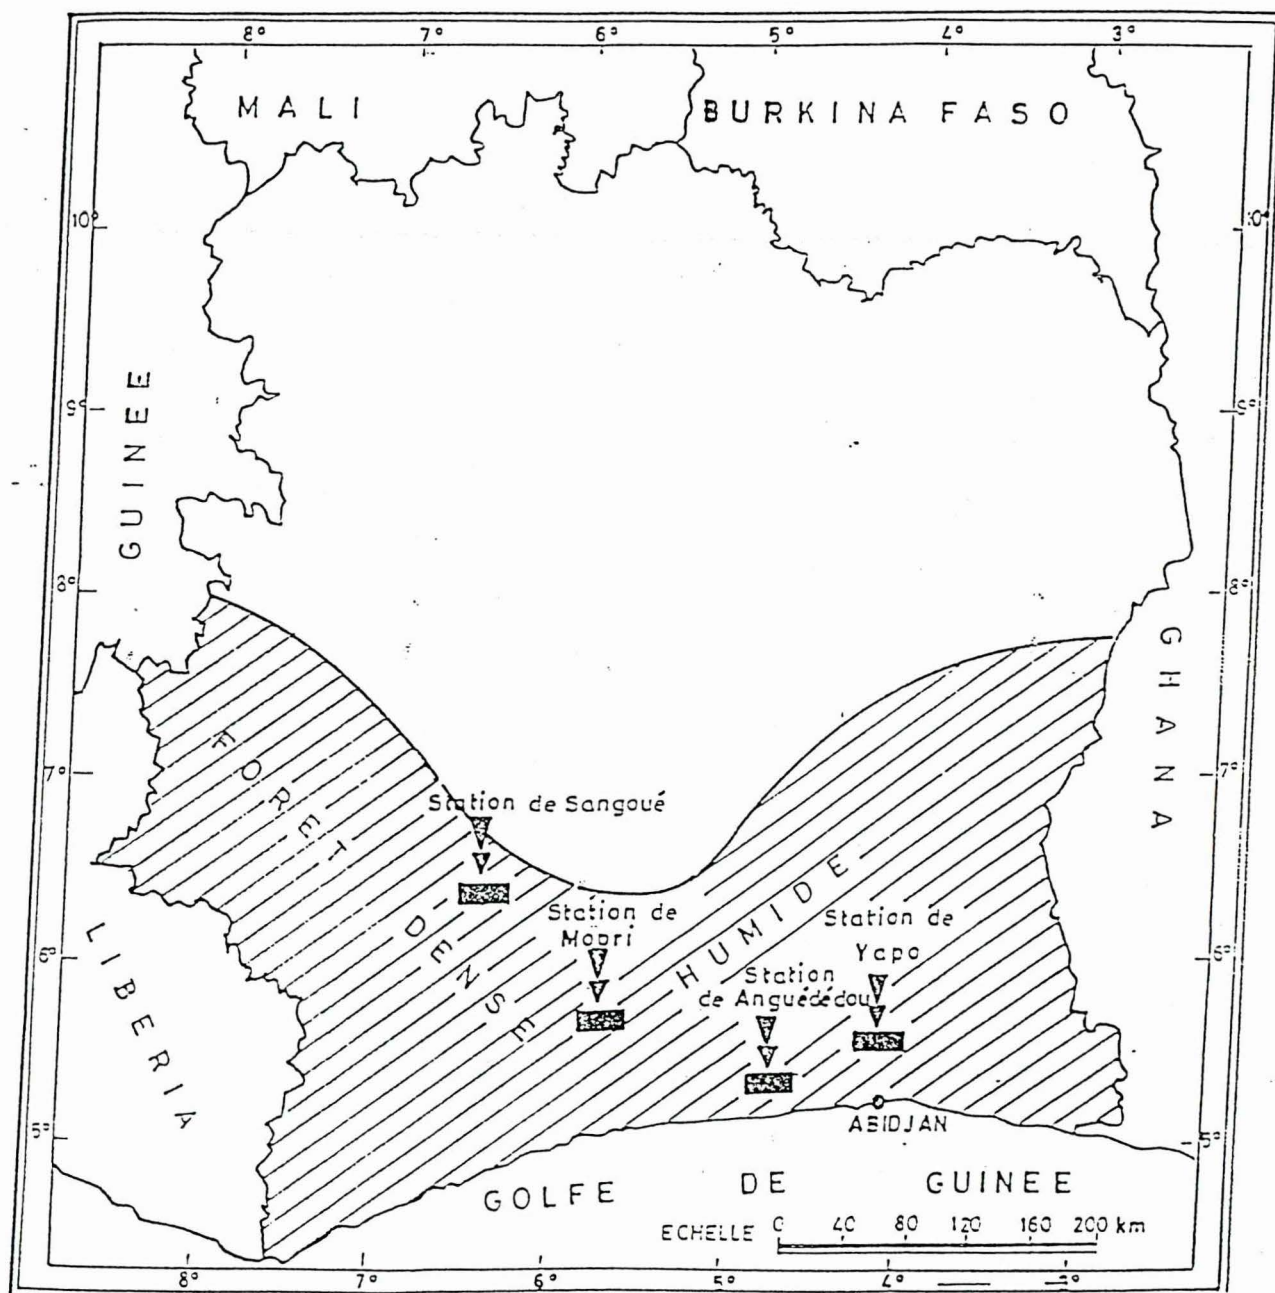 8° 7° 6° 5° 4° 3°
MALI
BURKINA FASO
10°
10°
GUINEE
9°
9°
8°
8°
GHANA
FORET DENSE HUMIDE
7°
7°
Station de Sangoué
Station de
Mopri
Station de
Yapo
6°
6°
Station
de Anguédédou
LIBERIA
5°
5°
ABIDJAN
GOLFE DE GUINEE
ECHELLE 0 40 80 120 160 200 km
8° 7° 6° 5° 4° 3°